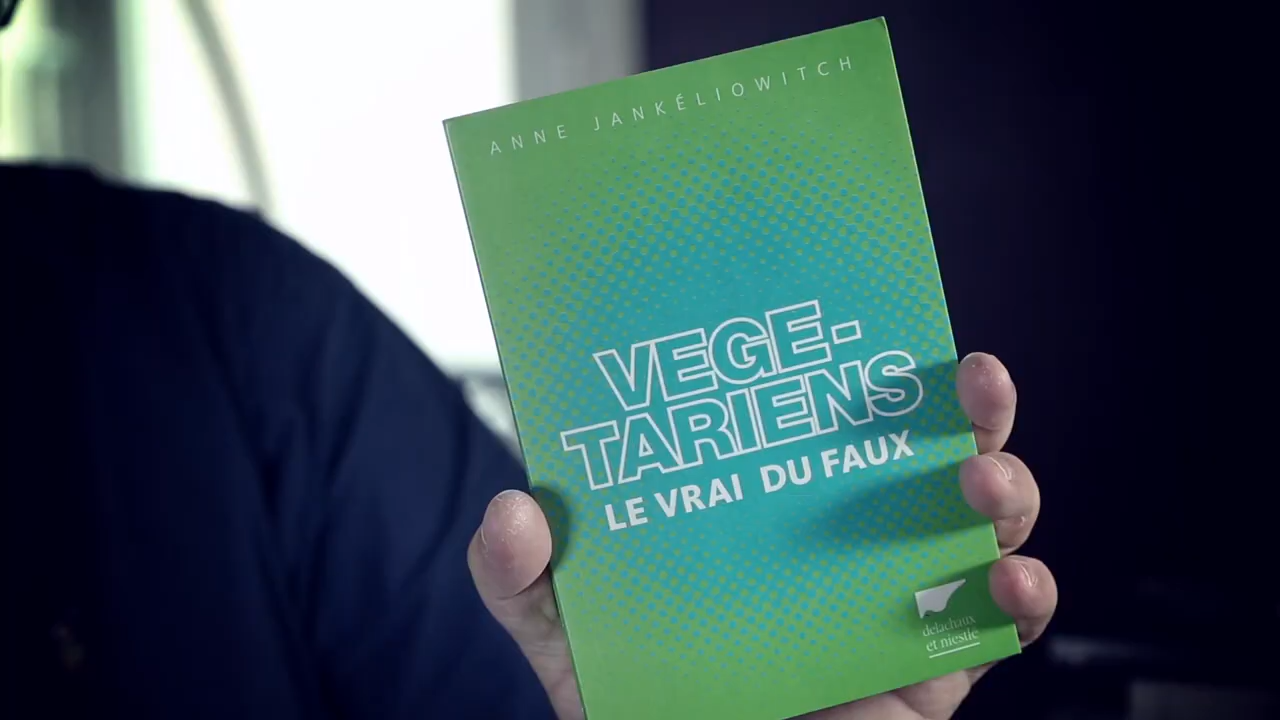 ANNE JANKÉLIOWITCH
VEGE-
TARIENS
LE VRAI DU FAUX
delachaux
et niestlé